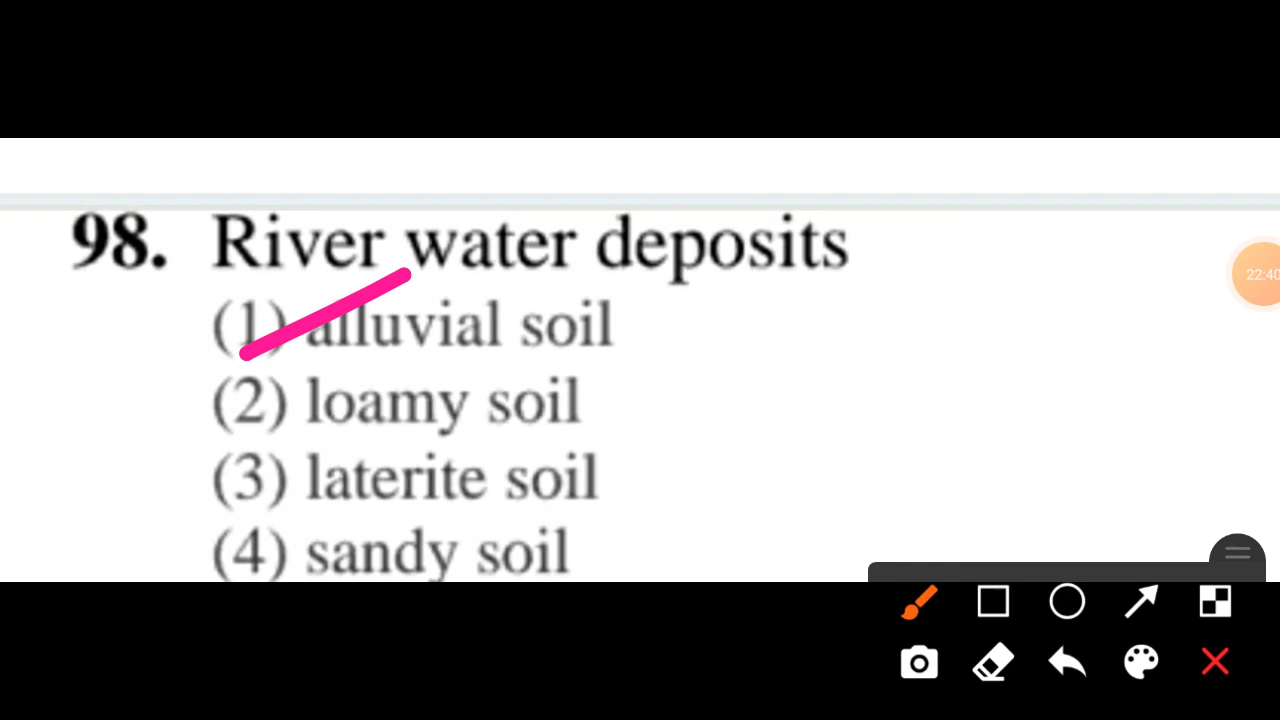 98. River water deposits
(1) alluvial soil
(2) loamy soil
(3) laterite soil
(4) sandy soil
22:40